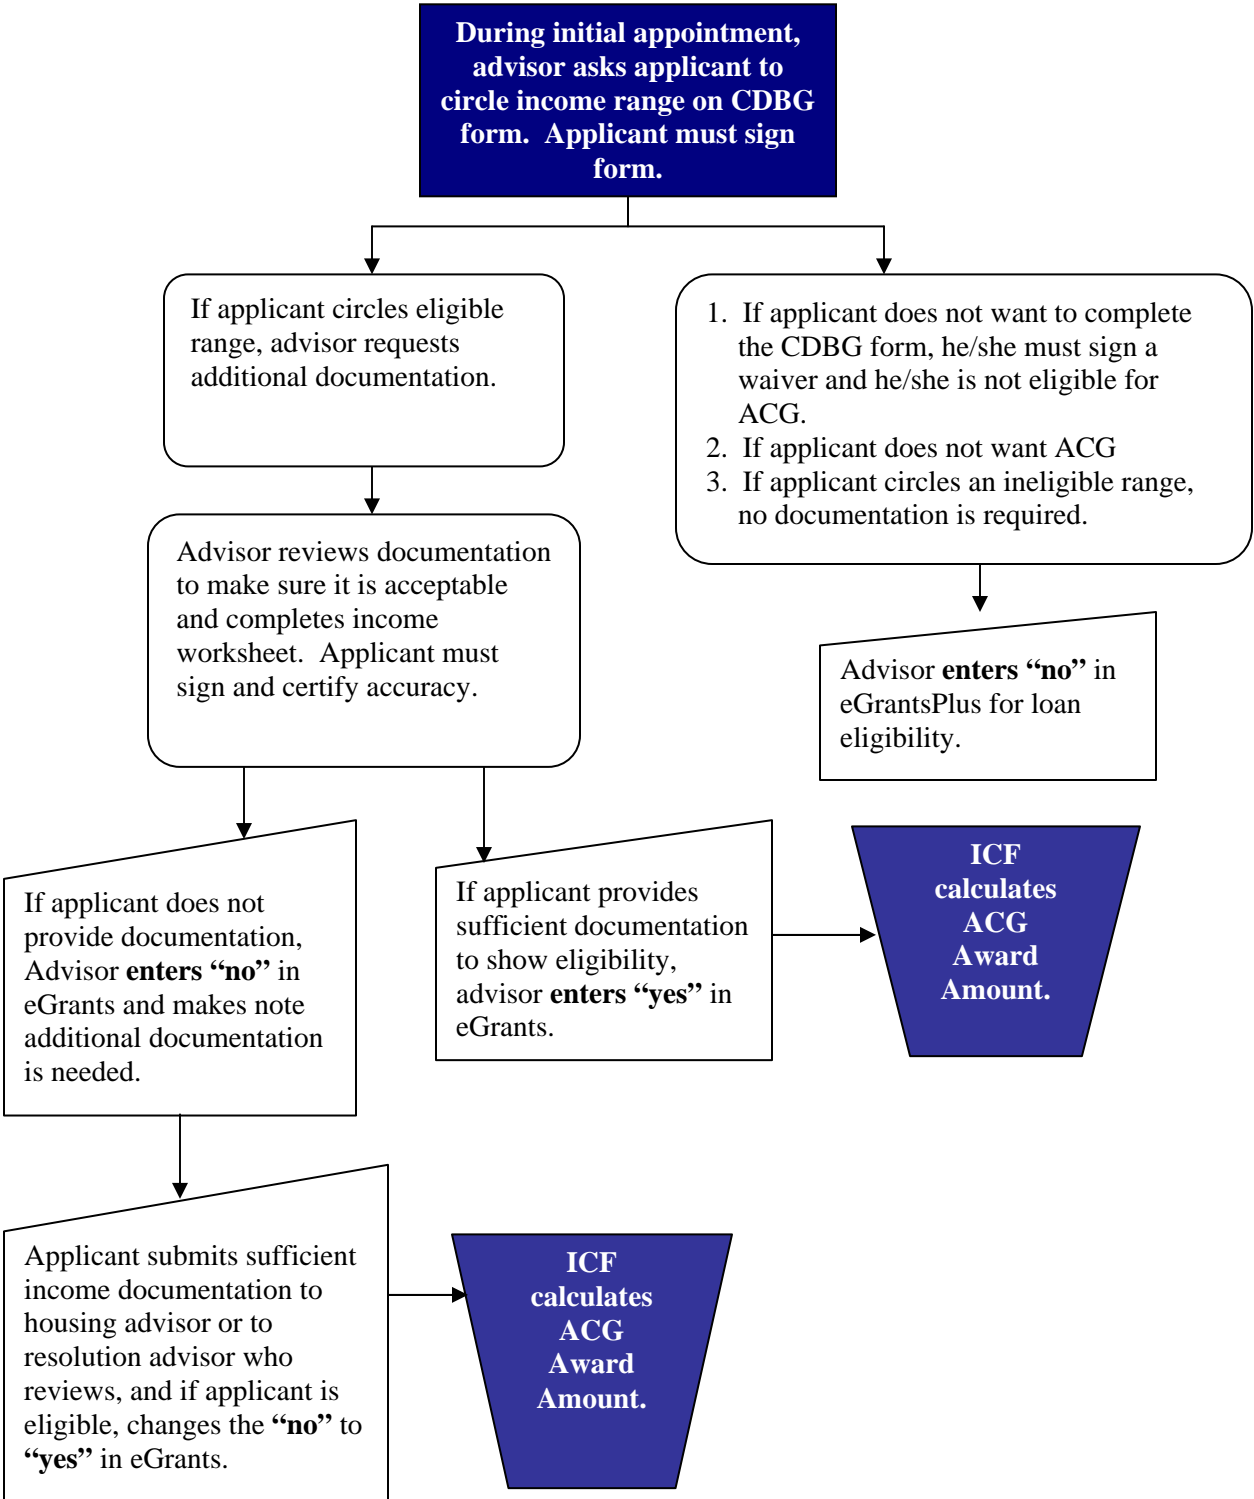 During initial appointment,
advisor asks applicant to
circle income range on CDBG
form.  Applicant must sign
form.
If applicant circles eligible
range, advisor requests
additional documentation.
1.  If applicant does not want to complete
the CDBG form, he/she must sign a
waiver and he/she is not eligible for
ACG.
2.  If applicant does not want ACG
3.  If applicant circles an ineligible range,
no documentation is required.
Advisor reviews documentation
to make sure it is acceptable
and completes income
worksheet.  Applicant must
sign and certify accuracy.
Advisor enters “no” in
eGrantsPlus for loan
eligibility.
If applicant does not
provide documentation,
Advisor enters “no” in
eGrants and makes note
additional documentation
is needed.
If applicant provides
sufficient documentation
to show eligibility,
advisor enters “yes” in
eGrants.
ICF
calculates
ACG
Award
Amount.
Applicant submits sufficient
income documentation to
housing advisor or to
resolution advisor who
reviews, and if applicant is
eligible, changes the “no” to
“yes” in eGrants.
ICF
calculates
ACG
Award
Amount.